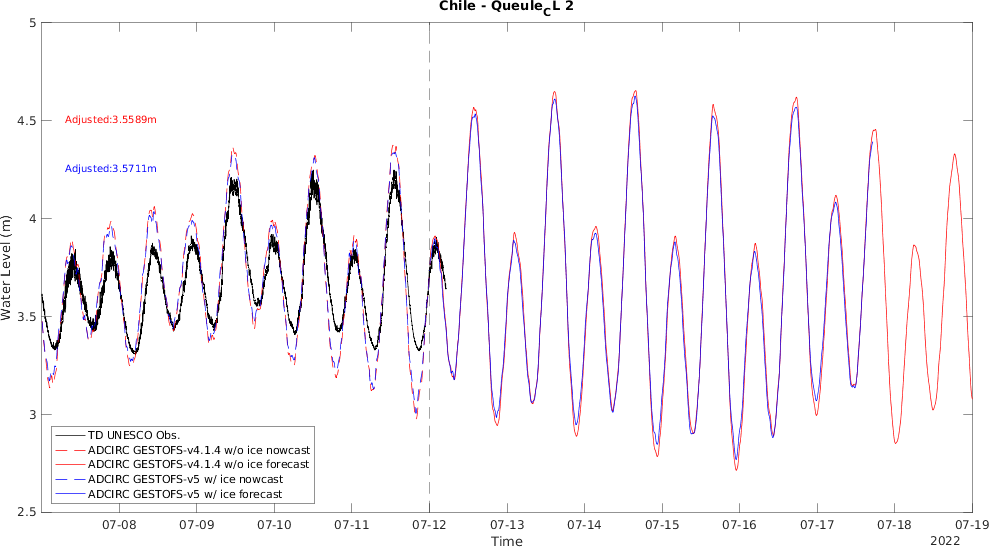 Chile - Queule_CL 2
5
4.5
4
3.5
3
2.5
Water Level (m)
Adjusted:3.5589m
Adjusted:3.5711m
TD UNESCO Obs.
ADCIRC GESTOFS-v4.1.4 w/o ice nowcast
ADCIRC GESTOFS-v4.1.4 w/o ice forecast
ADCIRC GESTOFS-v5 w/ ice nowcast
ADCIRC GESTOFS-v5 w/ ice forecast
07-08 07-09 07-10 07-11 07-12 07-13 07-14 07-15 07-16 07-17 07-18 07-19
Time
2022